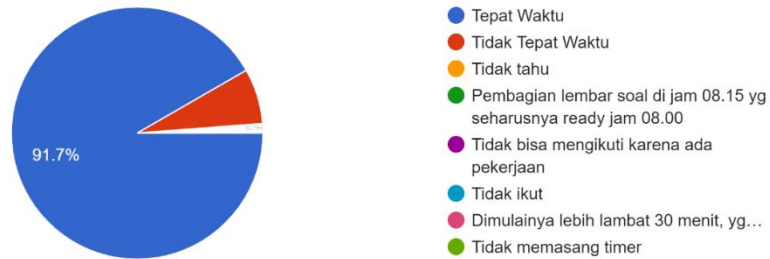 91.7%
Tepat Waktu
Tidak Tepat Waktu
Tidak tahu
Pembagian lembar soal di jam 08.15 yg
seharusnya ready jam 08.00
Tidak bisa mengikuti karena ada
pekerjaan
Tidak ikut
Dimulainya lebih lambat 30 menit, yg…
Tidak memasang timer